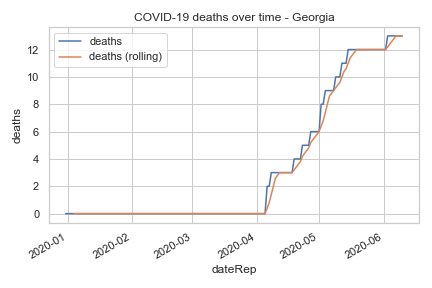 COVID-19 deaths over time - Georgia
deaths
deaths (rolling)
deaths
12
10
8
6
4
2
0
2020-01
2020-02
2020-03
2020-04
2020-05
2020-06
dateRep